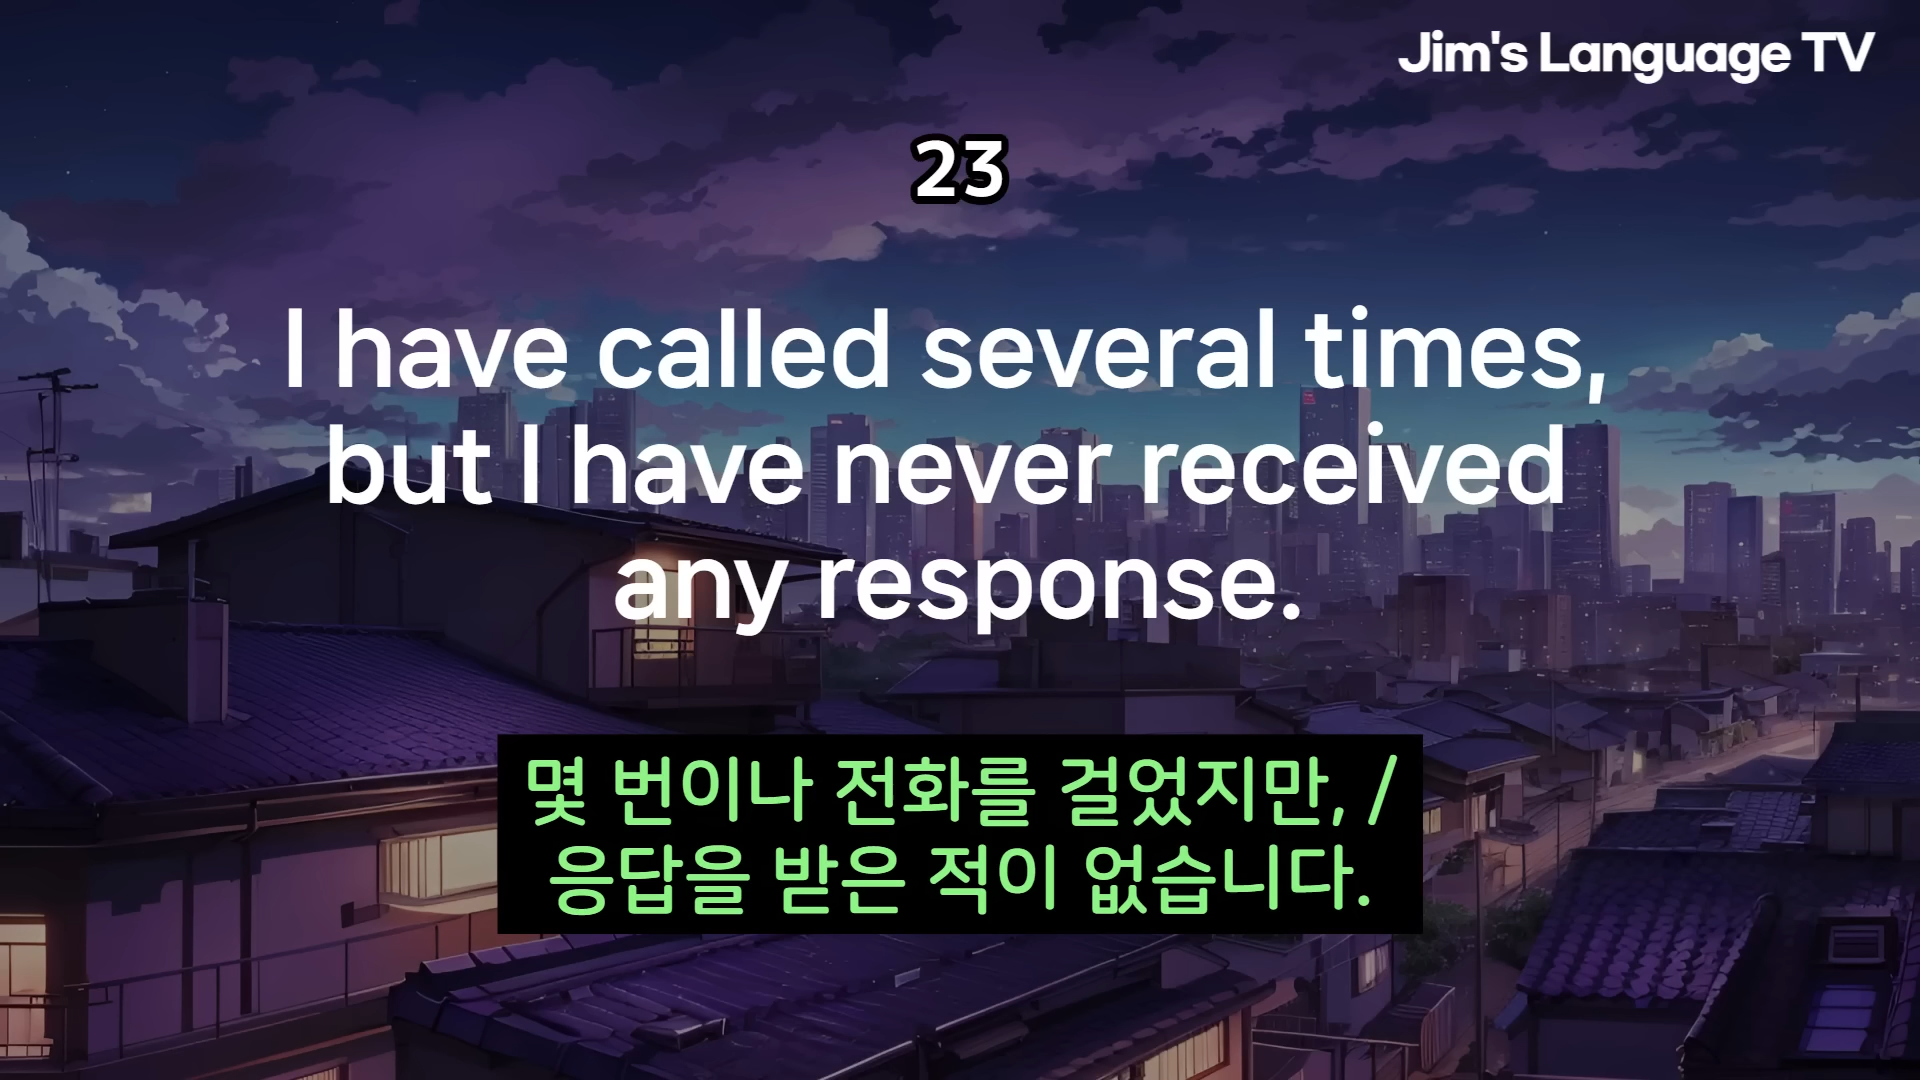 Jim's Language TV
23
I have called several times,
but I have never received
any response.
몇 번이나 전화를 걸었지만, /
응답을 받은 적이 없습니다.